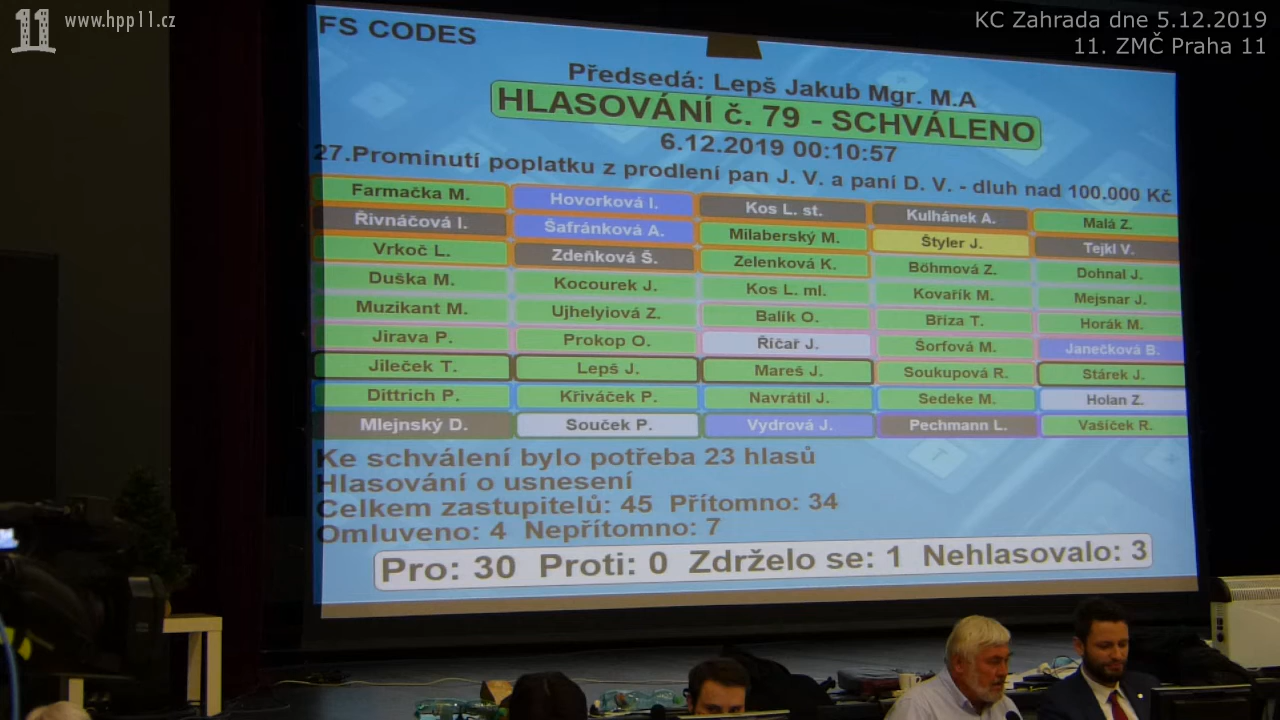 11 www.hpp11.cz
KC Zahrada dne 5.12.2019
11. ZMČ Praha 11
FS CODES
Předsedá: Lepš Jakub Mgr. M.A
HLASOVÁNÍ č. 79 - SCHVÁLENO
6.12.2019 00:10:57
27.Prominutí poplatku z prodlení pan J. V. a paní D. V. - dluh nad 100.000 Kč
Farmačka M. Hovorková I. Kos L. st. Kulhánek A. Malá Z.
Řivnáčová I. Šafránková A. Milaberský M. Štyler J. Tejkl V.
Vrkoč L. Zdeňková Š. Zelenková K. Böhmová Z. Dohnal J.
Duška M. Kocourek J. Kos L. ml. Kovařík M. Mejsnar J.
Muzikant M. Ujhelyiová Z. Balík O. Bříza T. Horák M.
Jirava P. Prokop O. Říčař J. Šorfová M. Janečková B.
Jileček T. Lepš J. Mareš J. Soukupová R. Stárek J.
Dittrich P. Křiváček P. Navrátil J. Sedeke M. Holan Z.
Mlejnský D. Souček P. Vydrová J. Pechmann L. Vašíček R.
Ke schválení bylo potřeba 23 hlasů
Hlasování o usnesení
Celkem zastupitelů: 45 Přítomno: 34
Omluveno: 4 Nepřítomno: 7
Pro: 30 Proti: 0 Zdrželo se: 1 Nehlasovalo: 3